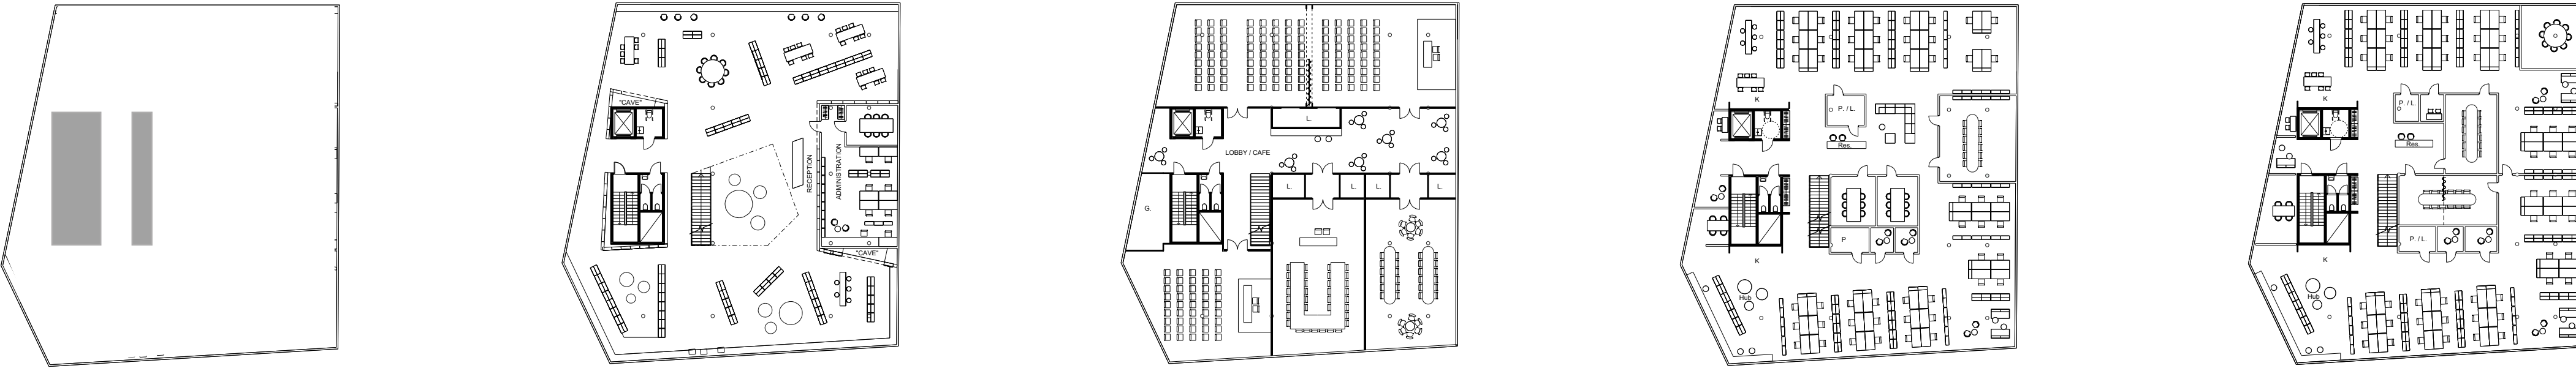 "CAVE"
RECEPTION
ADMINISTRATION
"CAVE"
L.
LOBBY / CAFE
L.
L.
L.
L.
G.
K
P. / L.
Res.
P
K
Hub
K
P. / L.
Res.
P. / L.
K
Hub